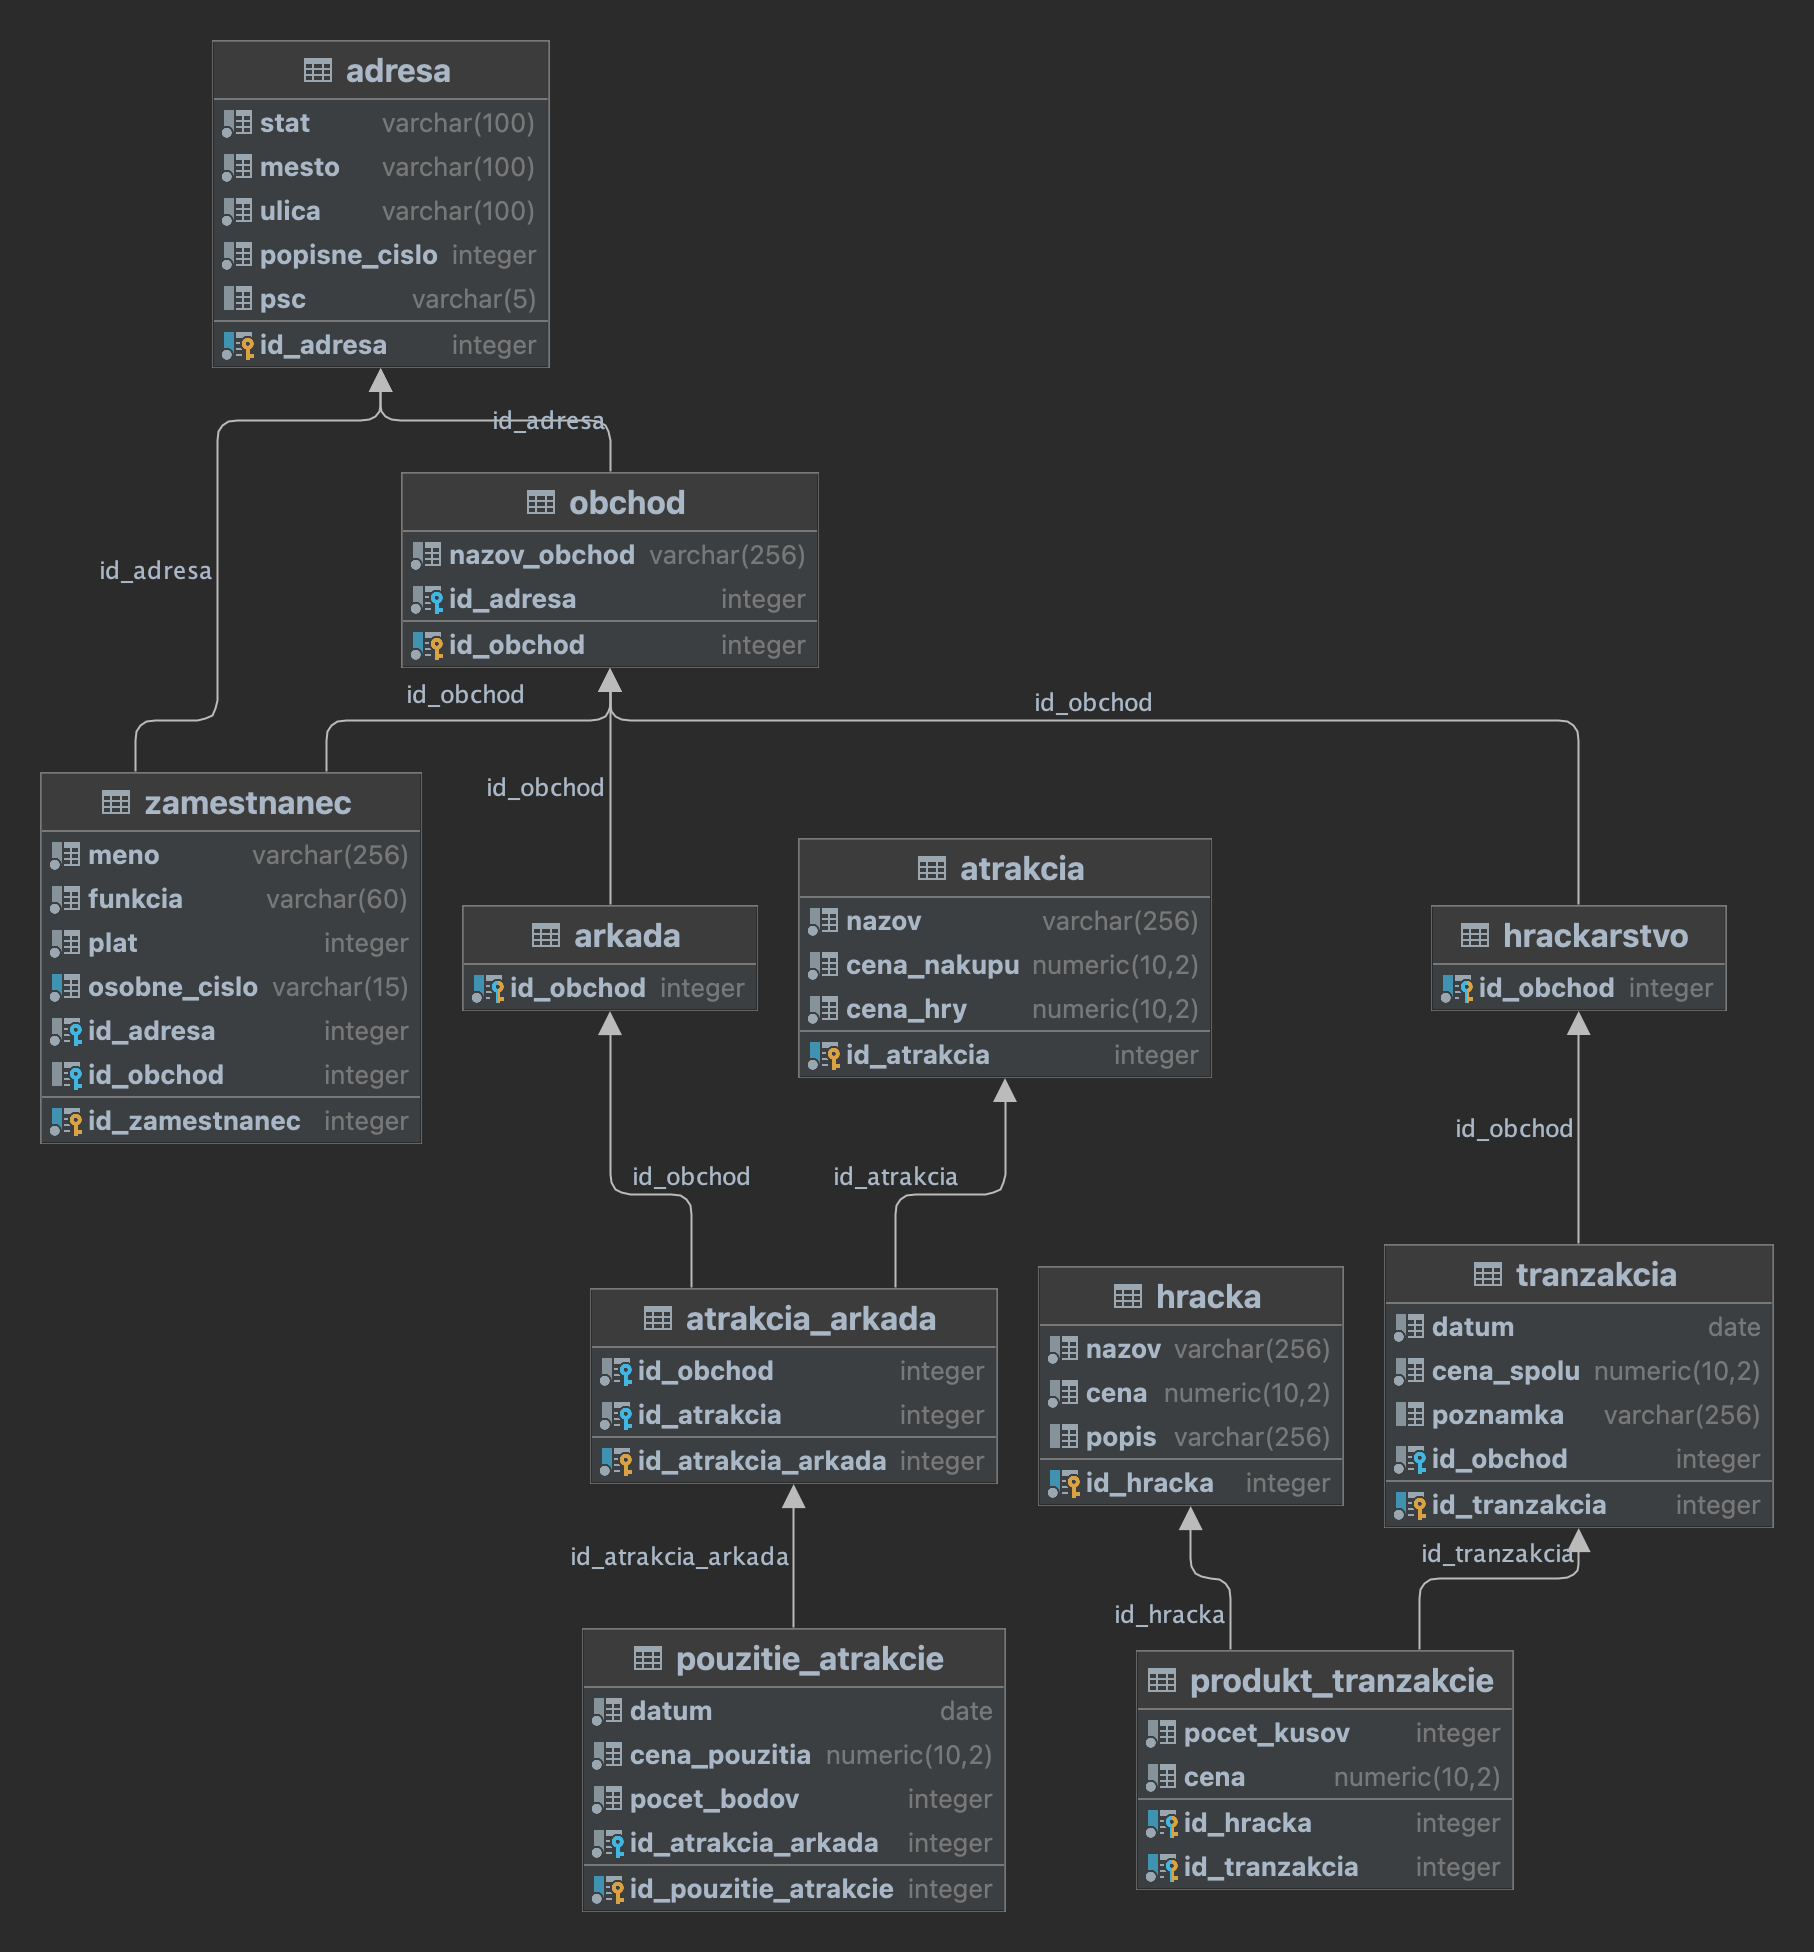 adresa
stat varchar(100)
mesto varchar(100)
ulica varchar(100)
popisne_cislo integer
psc varchar(5)
id_adresa integer
id_adresa
id_adresa
obchod
nazov_obchod varchar(256)
id_adresa integer
id_obchod integer
id_obchod
id_obchod
id_obchod
zamestnanec
meno varchar(256)
funkcia varchar(60)
plat integer
osobne_cislo varchar(15)
id_adresa integer
id_obchod integer
id_zamestnanec integer
arkada
id_obchod integer
atrakcia
nazov varchar(256)
cena_nakupu numeric(10,2)
cena_hry numeric(10,2)
id_atrakcia integer
hrackarstvo
id_obchod integer
id_obchod
id_atrakcia
id_obchod
atrakcia_arkada
id_obchod integer
id_atrakcia integer
id_atrakcia_arkada integer
hracka
nazov varchar(256)
cena numeric(10,2)
popis varchar(256)
id_hracka integer
tranzakcia
datum date
cena_spolu numeric(10,2)
poznamka varchar(256)
id_obchod integer
id_tranzakcia integer
id_atrakcia_arkada
id_hracka
id_tranzakcia
pouzitie_atrakcie
datum date
cena_pouzitia numeric(10,2)
pocet_bodov integer
id_atrakcia_arkada integer
id_pouzitie_atrakcie integer
produkt_tranzakcie
pocet_kusov integer
cena numeric(10,2)
id_hracka integer
id_tranzakcia integer